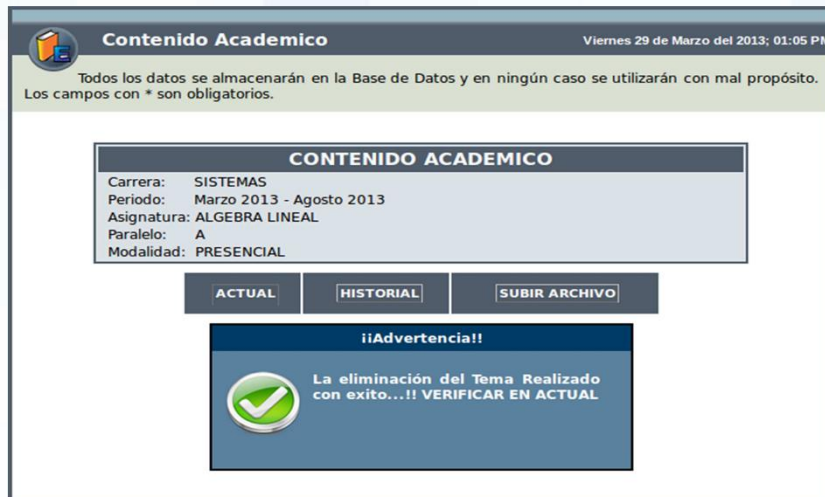 Contenido Academico
Viernes 29 de Marzo del 2013; 01:05 PM
Todos los datos se almacenarán en la Base de Datos y en ningún caso se utilizarán con mal propósito.
Los campos con * son obligatorios.
CONTENIDO ACADEMICO
Carrera: SISTEMAS
Periodo: Marzo 2013 - Agosto 2013
Asignatura: ALGEBRA LINEAL
Paralelo: A
Modalidad: PRESENCIAL
ACTUAL HISTORIAL SUBIR ARCHIVO
¡¡Advertencia!!
La eliminación del Tema Realizado
con exito...!! VERIFICAR EN ACTUAL